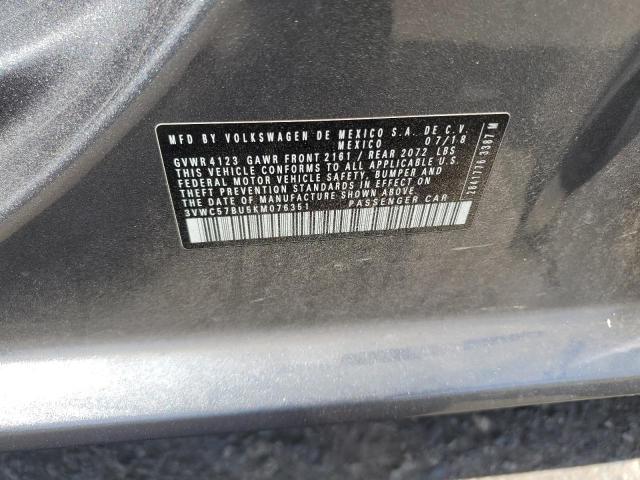 MFD BY VOLKSWAGEN DE MEXICO S.A. DE C.V.
MEXICO 07/18
GVWR 4123 GAWR FRONT 2161 / REAR 2072 LBS
THIS VEHICLE CONFORMS TO ALL APPLICABLE U.S.
FEDERAL MOTOR VEHICLE SAFETY, BUMPER AND
THEFT PREVENTION STANDARDS IN EFFECT ON
THE DATE OF MANUFACTURE SHOWN ABOVE.
3VWC57BU5KM076351 PASSENGER CAR